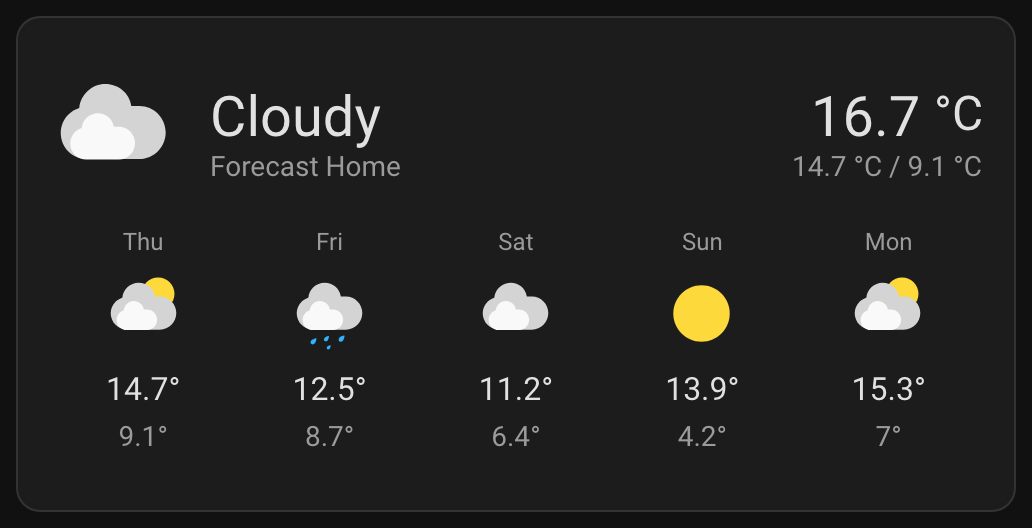 Cloudy
16.7 °C
Forecast Home
14.7 °C / 9.1 °C
Thu Fri Sat Sun Mon
14.7° 12.5° 11.2° 13.9° 15.3°
9.1° 8.7° 6.4° 4.2° 7°